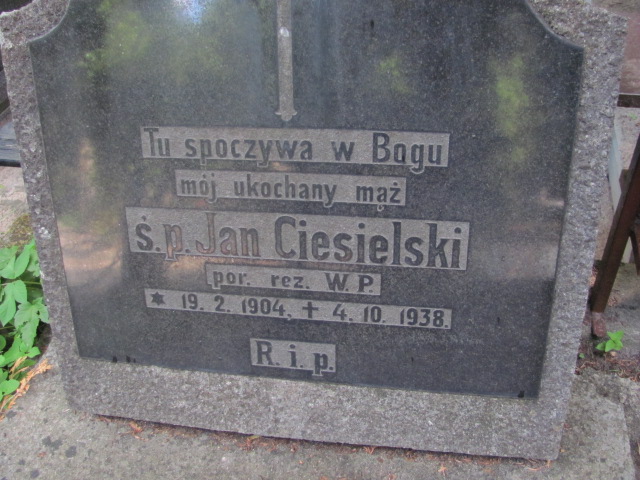 Tu spoczywa w Bogu
mój ukochany mąż
ś.p. Jan Ciesielski
por. rez. W. P.
* 19. 2. 1904. + 4. 10. 1938.
R. i. p.